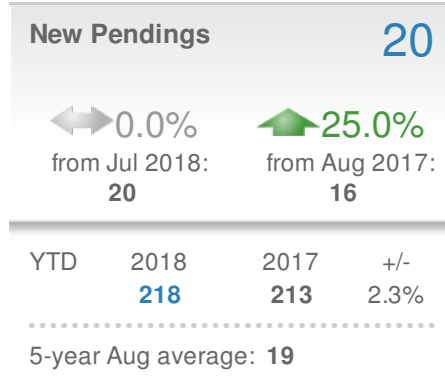 New Pendings 20
0.0% 25.0%
from Jul 2018: from Aug 2017:
20 16
YTD 2018 2017 +/-
218 213 2.3%
5-year Aug average: 19